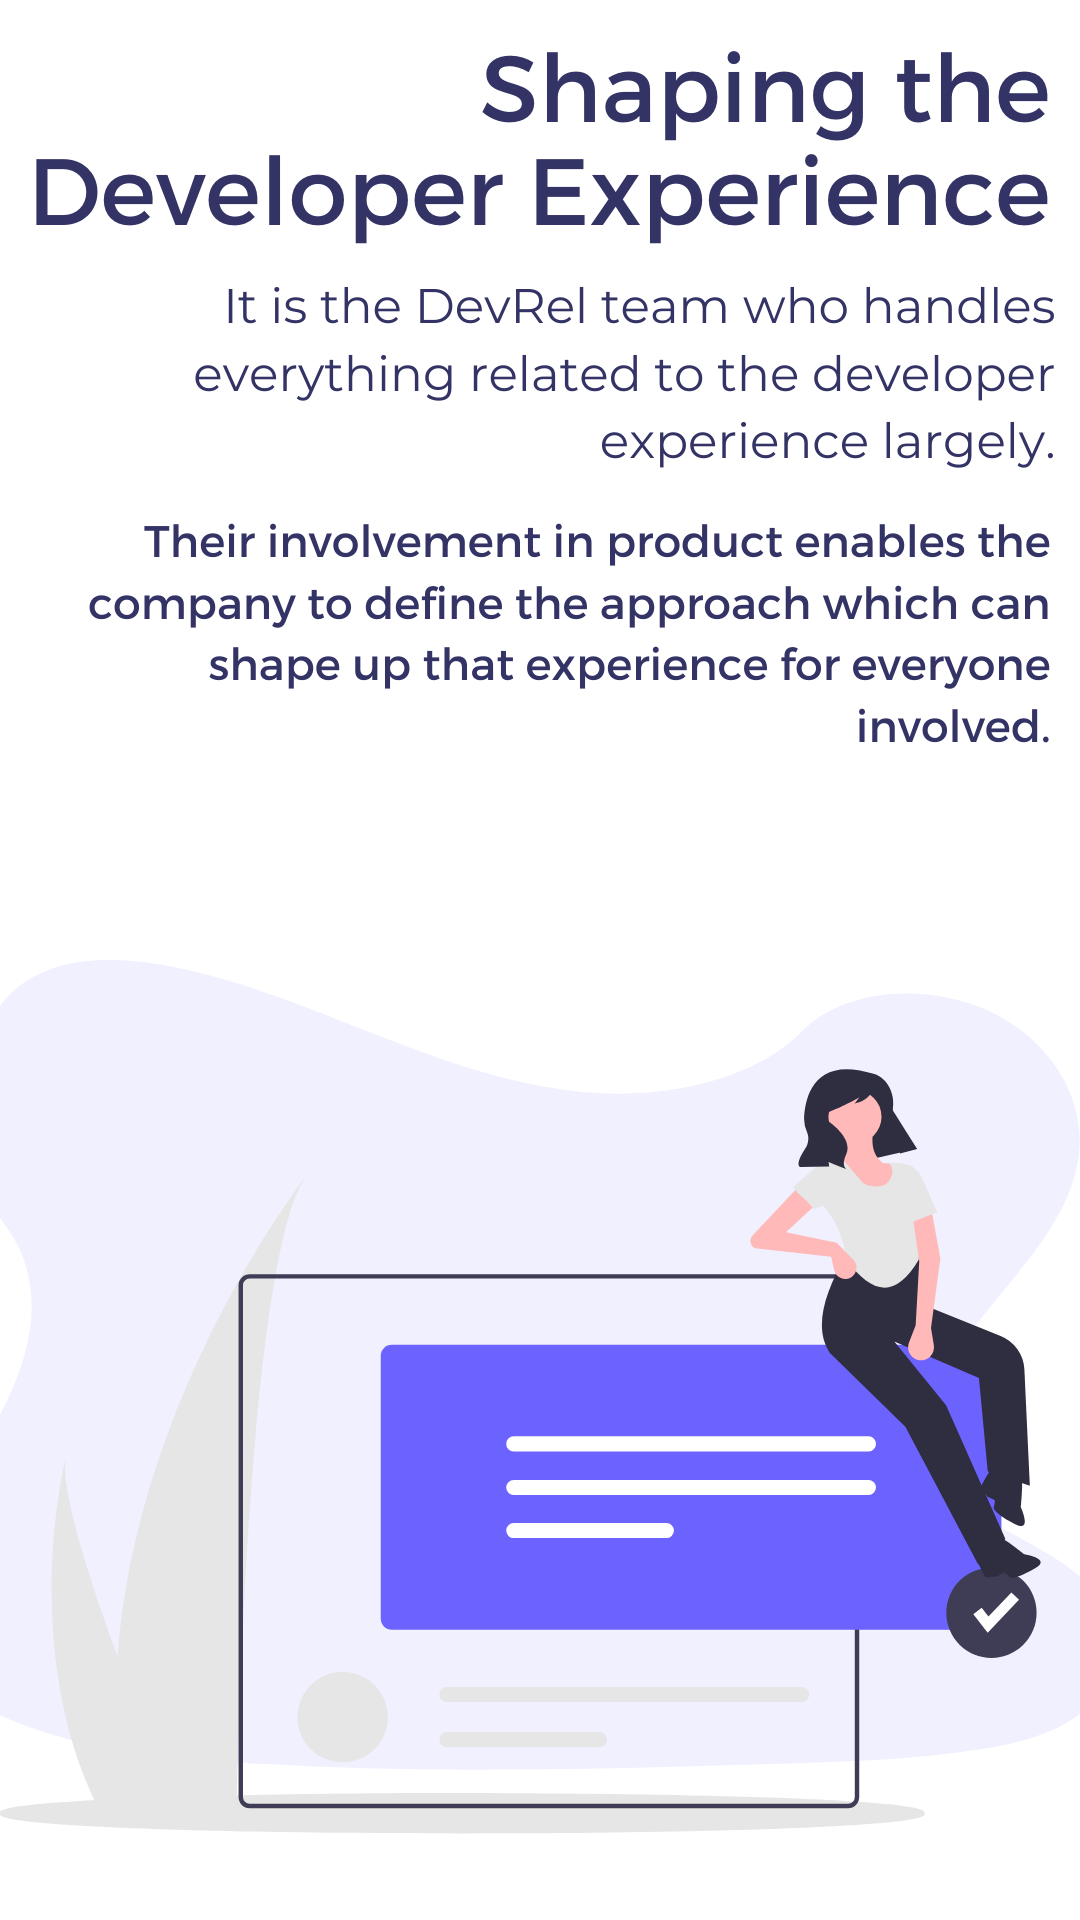 Shaping the
Developer Experience
It is the DevRel team who handles
everything related to the developer
experience largely.
Their involvement in product enables the
company to define the approach which can
shape up that experience for everyone
involved.